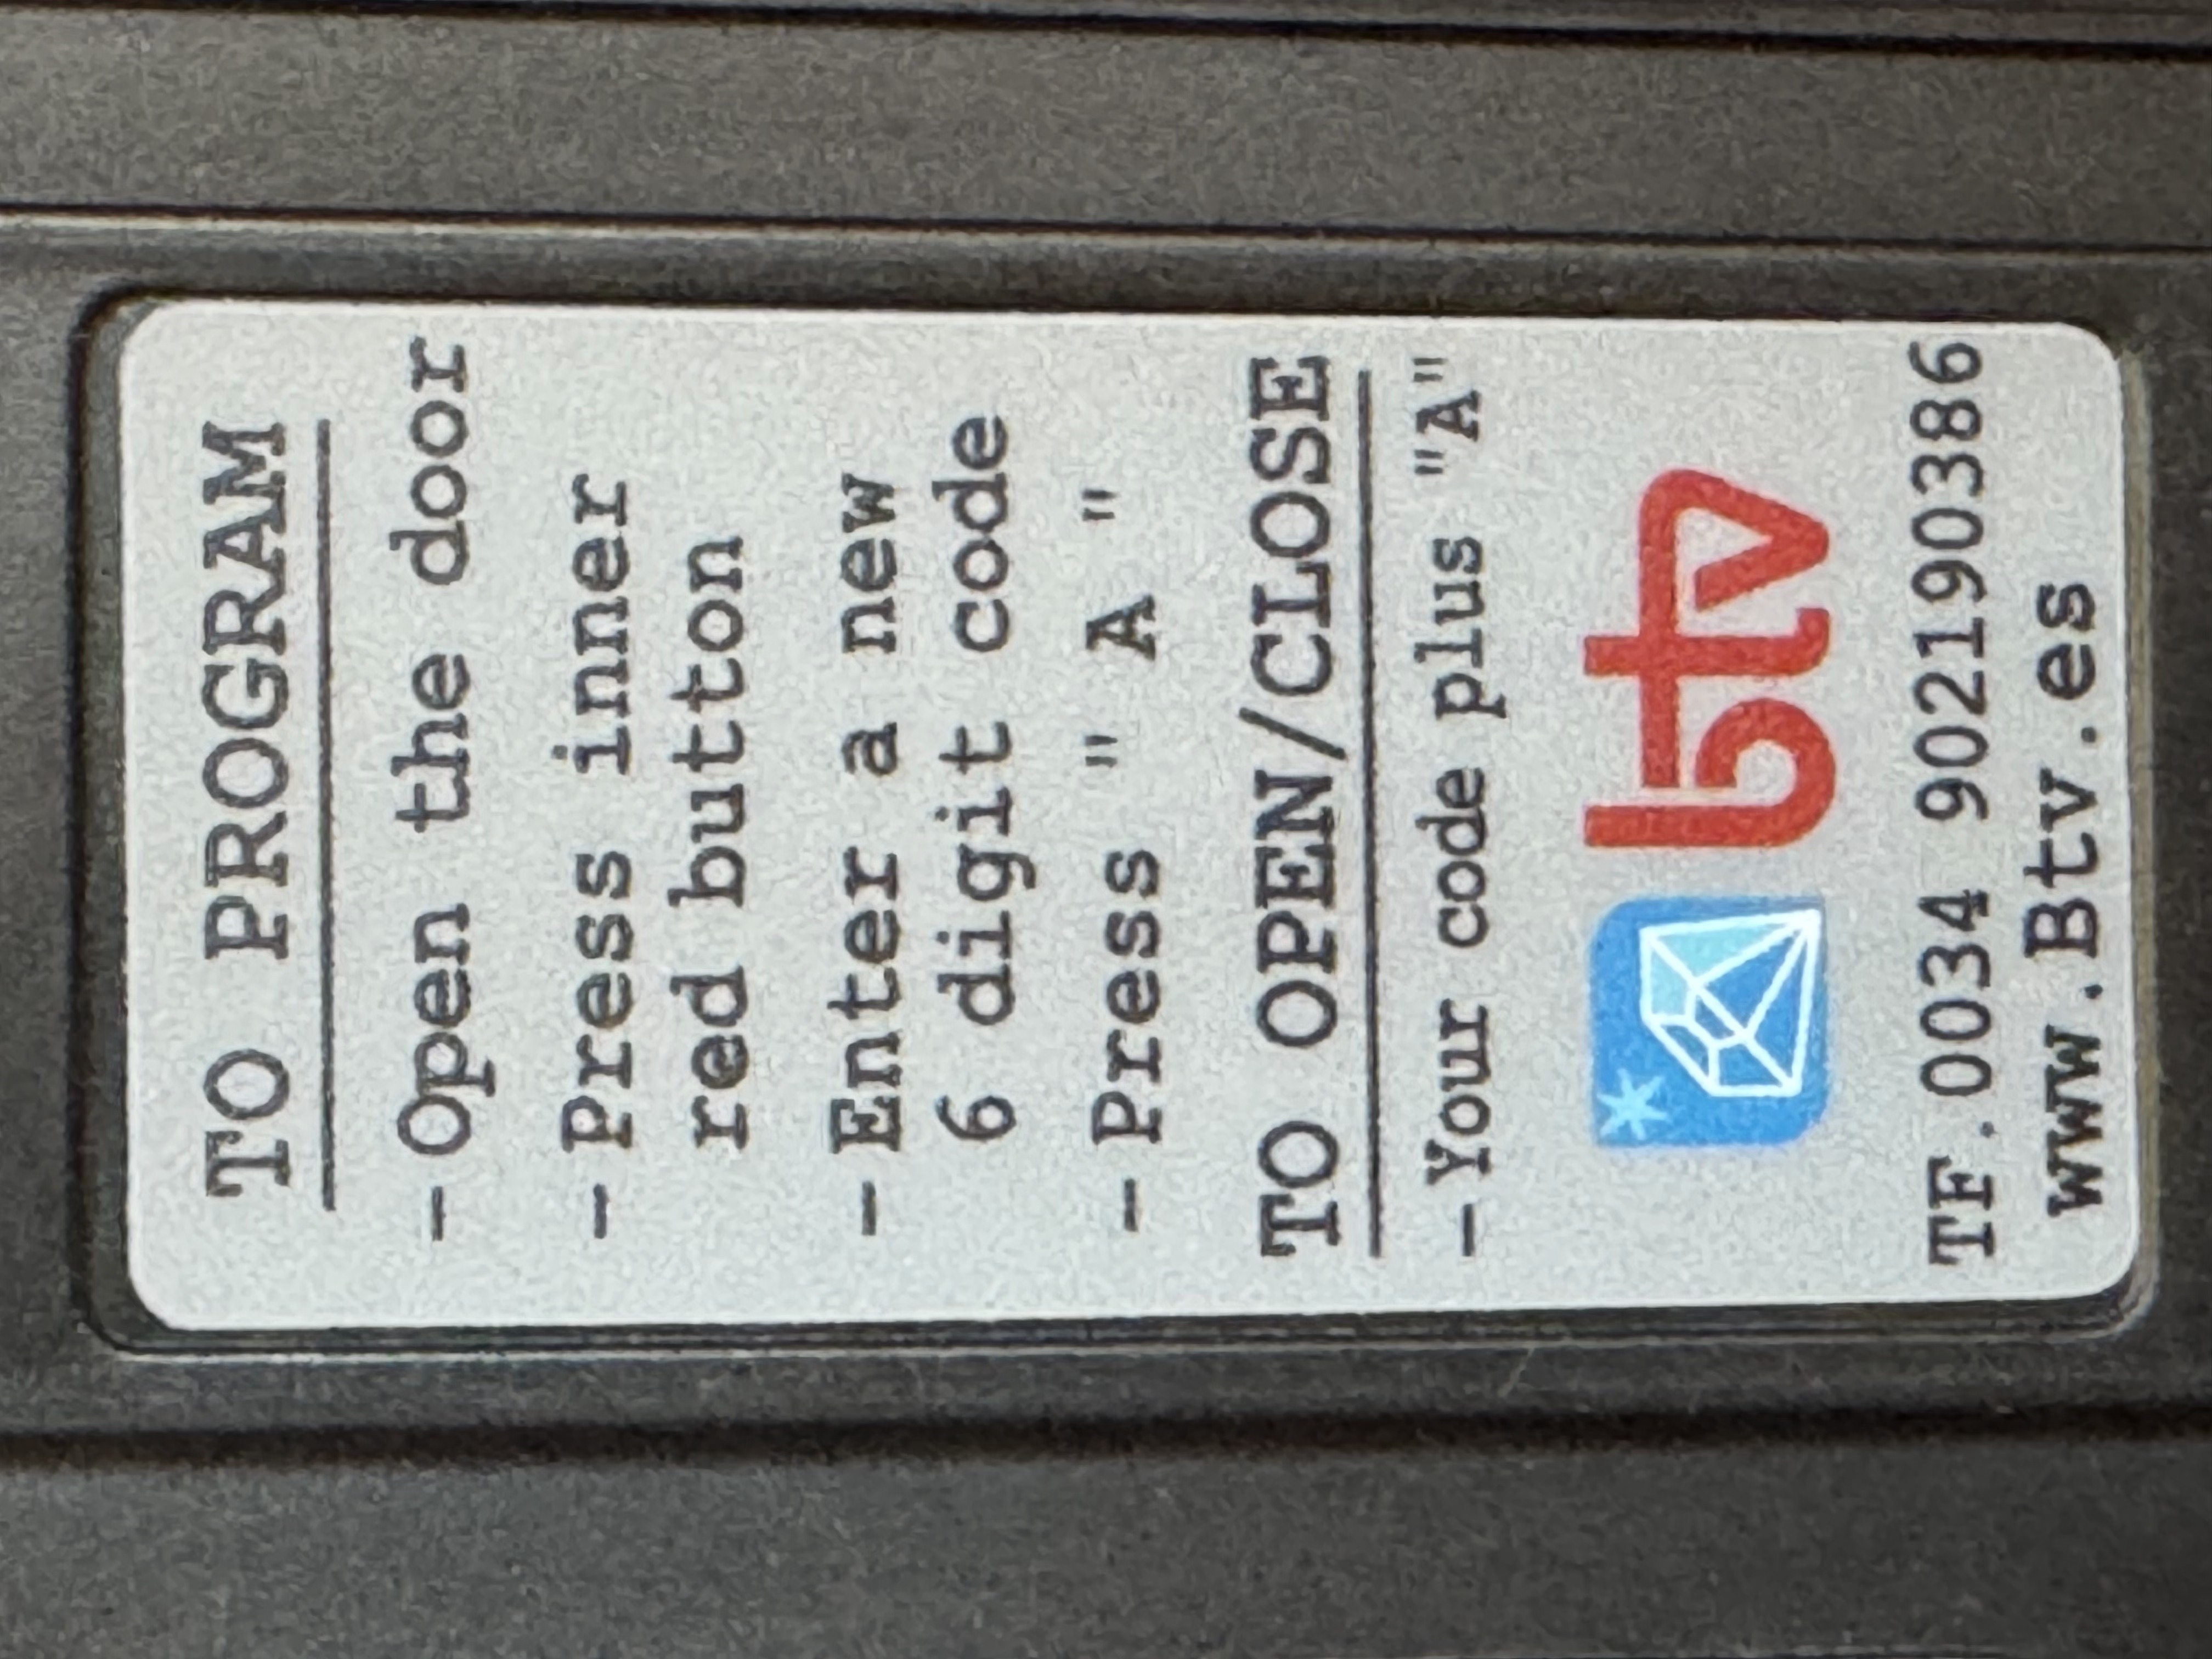 TO PROGRAM
- Open the door
- Press inner
red button
- Enter a new
6 digit code
- Press " A "
TO OPEN/CLOSE
- Your code plus "A"
btv
TF.0034 902190386
www.Btv.es